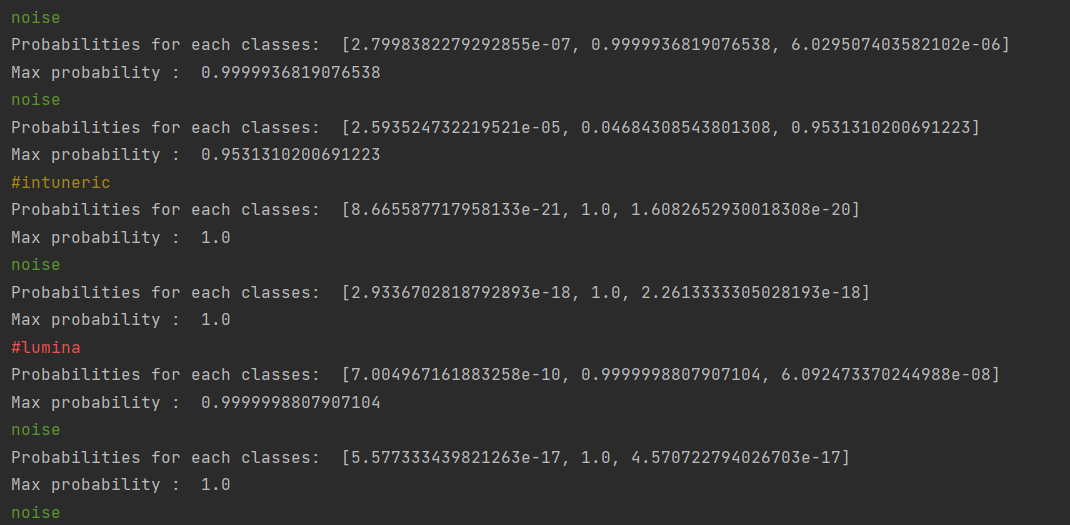 noise
Probabilities for each classes:  [2.7998382279292855e-07, 0.9999936819076538, 6.029507403582102e-06]
Max probability :  0.9999936819076538
noise
Probabilities for each classes:  [2.593524732219521e-05, 0.04684308543801308, 0.9531310200691223]
Max probability :  0.9531310200691223
#intuneric
Probabilities for each classes:  [8.665587717958133e-21, 1.0, 1.6082652930018308e-20]
Max probability :  1.0
noise
Probabilities for each classes:  [2.9336702818792893e-18, 1.0, 2.2613333305028193e-18]
Max probability :  1.0
#lumina
Probabilities for each classes:  [7.004967161883258e-10, 0.9999998807907104, 6.092473370244988e-08]
Max probability :  0.9999998807907104
noise
Probabilities for each classes:  [5.577333439821263e-17, 1.0, 4.570722794026703e-17]
Max probability :  1.0
noise